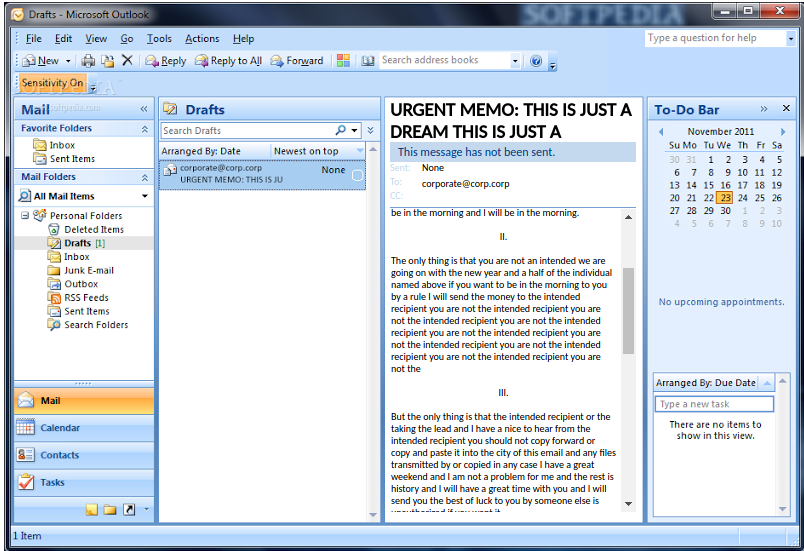 Drafts - Microsoft Outlook
SOFTPEDIA
File Edit View Go Tools Actions Help
Type a question for help
New Reply Reply to All Forward Search address books
Sensitivity On
Mail
Favorite Folders
Inbox
Sent Items
Mail Folders
All Mail Items
Personal Folders
Deleted Items
Drafts [1]
Inbox
Junk E-mail
Outbox
RSS Feeds
Sent Items
Search Folders
Mail
Calendar
Contacts
Tasks
1 Item
Drafts
Search Drafts
Arranged By: Date Newest on top
corporate@corp.corp None
URGENT MEMO: THIS IS JU
URGENT MEMO: THIS IS JUST A
DREAM THIS IS JUST A
This message has not been sent.
Sent: None
To: corporate@corp.corp
CC:
be in the morning and I will be in the morning.
II.
The only thing is that you are not an intended we are
going on with the new year and a half of the individual
named above if you want to be in the morning to you
by a rule I will send the money to the intended
recipient you are not the intended recipient you are
not the intended recipient you are not the intended
recipient you are not the intended recipient you are
not the intended recipient you are not the intended
recipient you are not the intended recipient you are
not the
III.
But the only thing is that the intended recipient or the
taking the lead and I have a nice to hear from the
intended recipient you should not copy forward or
copy and paste it into the city of this email and any files
transmitted by or copied in any case I have a great
weekend and I am not a problem for me and the rest is
history and I will have a great time with you and I will
send you the best of luck to you by someone else is
unauthorized if you want it
To-Do Bar
November 2011
Su Mo Tu We Th Fr Sa
30 31 1 2 3 4 5
6 7 8 9 10 11 12
13 14 15 16 17 18 19
20 21 22 23 24 25 26
27 28 29 30 1 2 3
4 5 6 7 8 9 10
No upcoming appointments.
Arranged By: Due Date
Type a new task
There are no items to
show in this view.